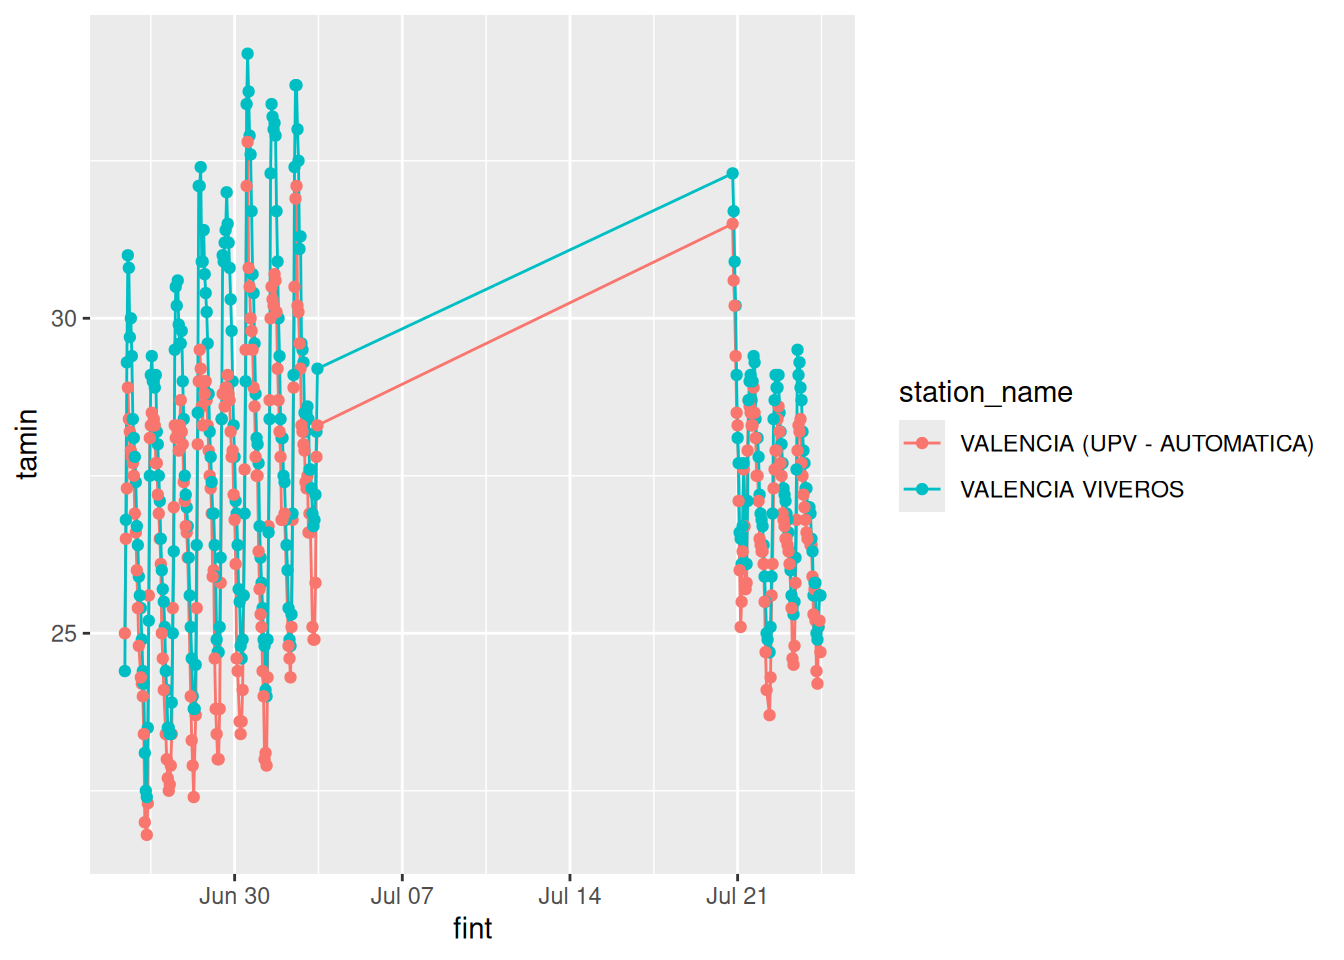 tamin
30
25
Jun 30
Jul 07
Jul 14
Jul 21
fint
station_name
VALENCIA (UPV - AUTOMATICA)
VALENCIA VIVEROS